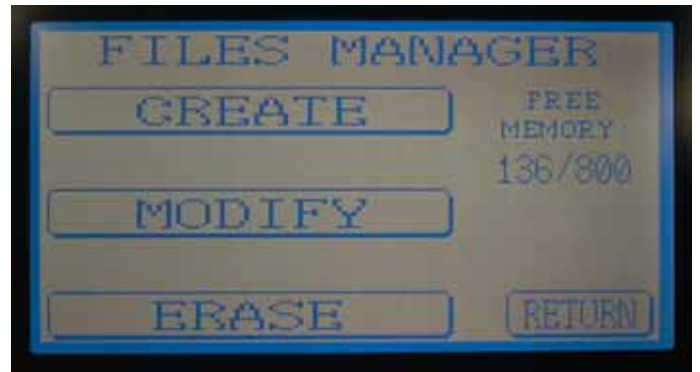 FILES MANAGER
CREATE
FREE
MEMORY
136/800
MODIFY
ERASE
RETURN